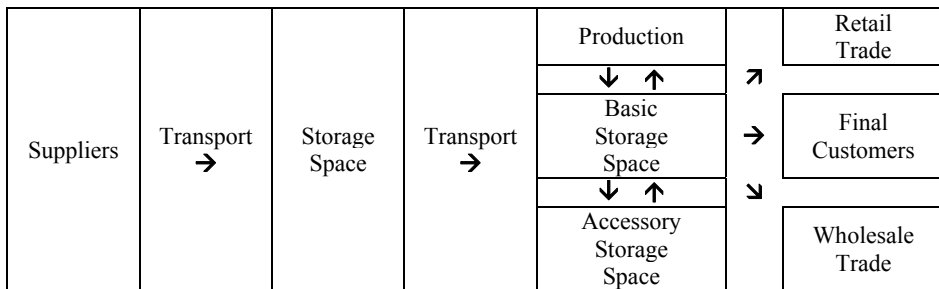 Suppliers
Transport
→
Storage
Space
Transport
→
Production
↓ ↑
Basic
Storage
Space
↓ ↑
Accessory
Storage
Space
↗
→
↘
Retail
Trade
Final
Customers
Wholesale
Trade